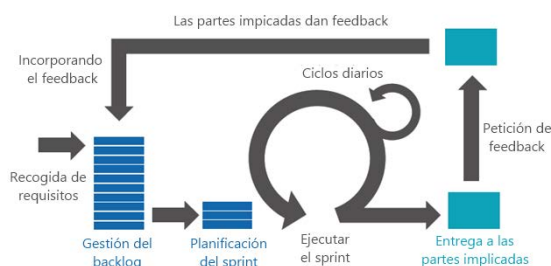 Las partes impicadas dan feedback
Incorporando
el feedback
Ciclos diarios
Petición de
feedback
Recogida de
requisitos
Gestión del
backlog
Planificación
del sprint
Ejecutar
el sprint
Entrega a las
partes implicadas